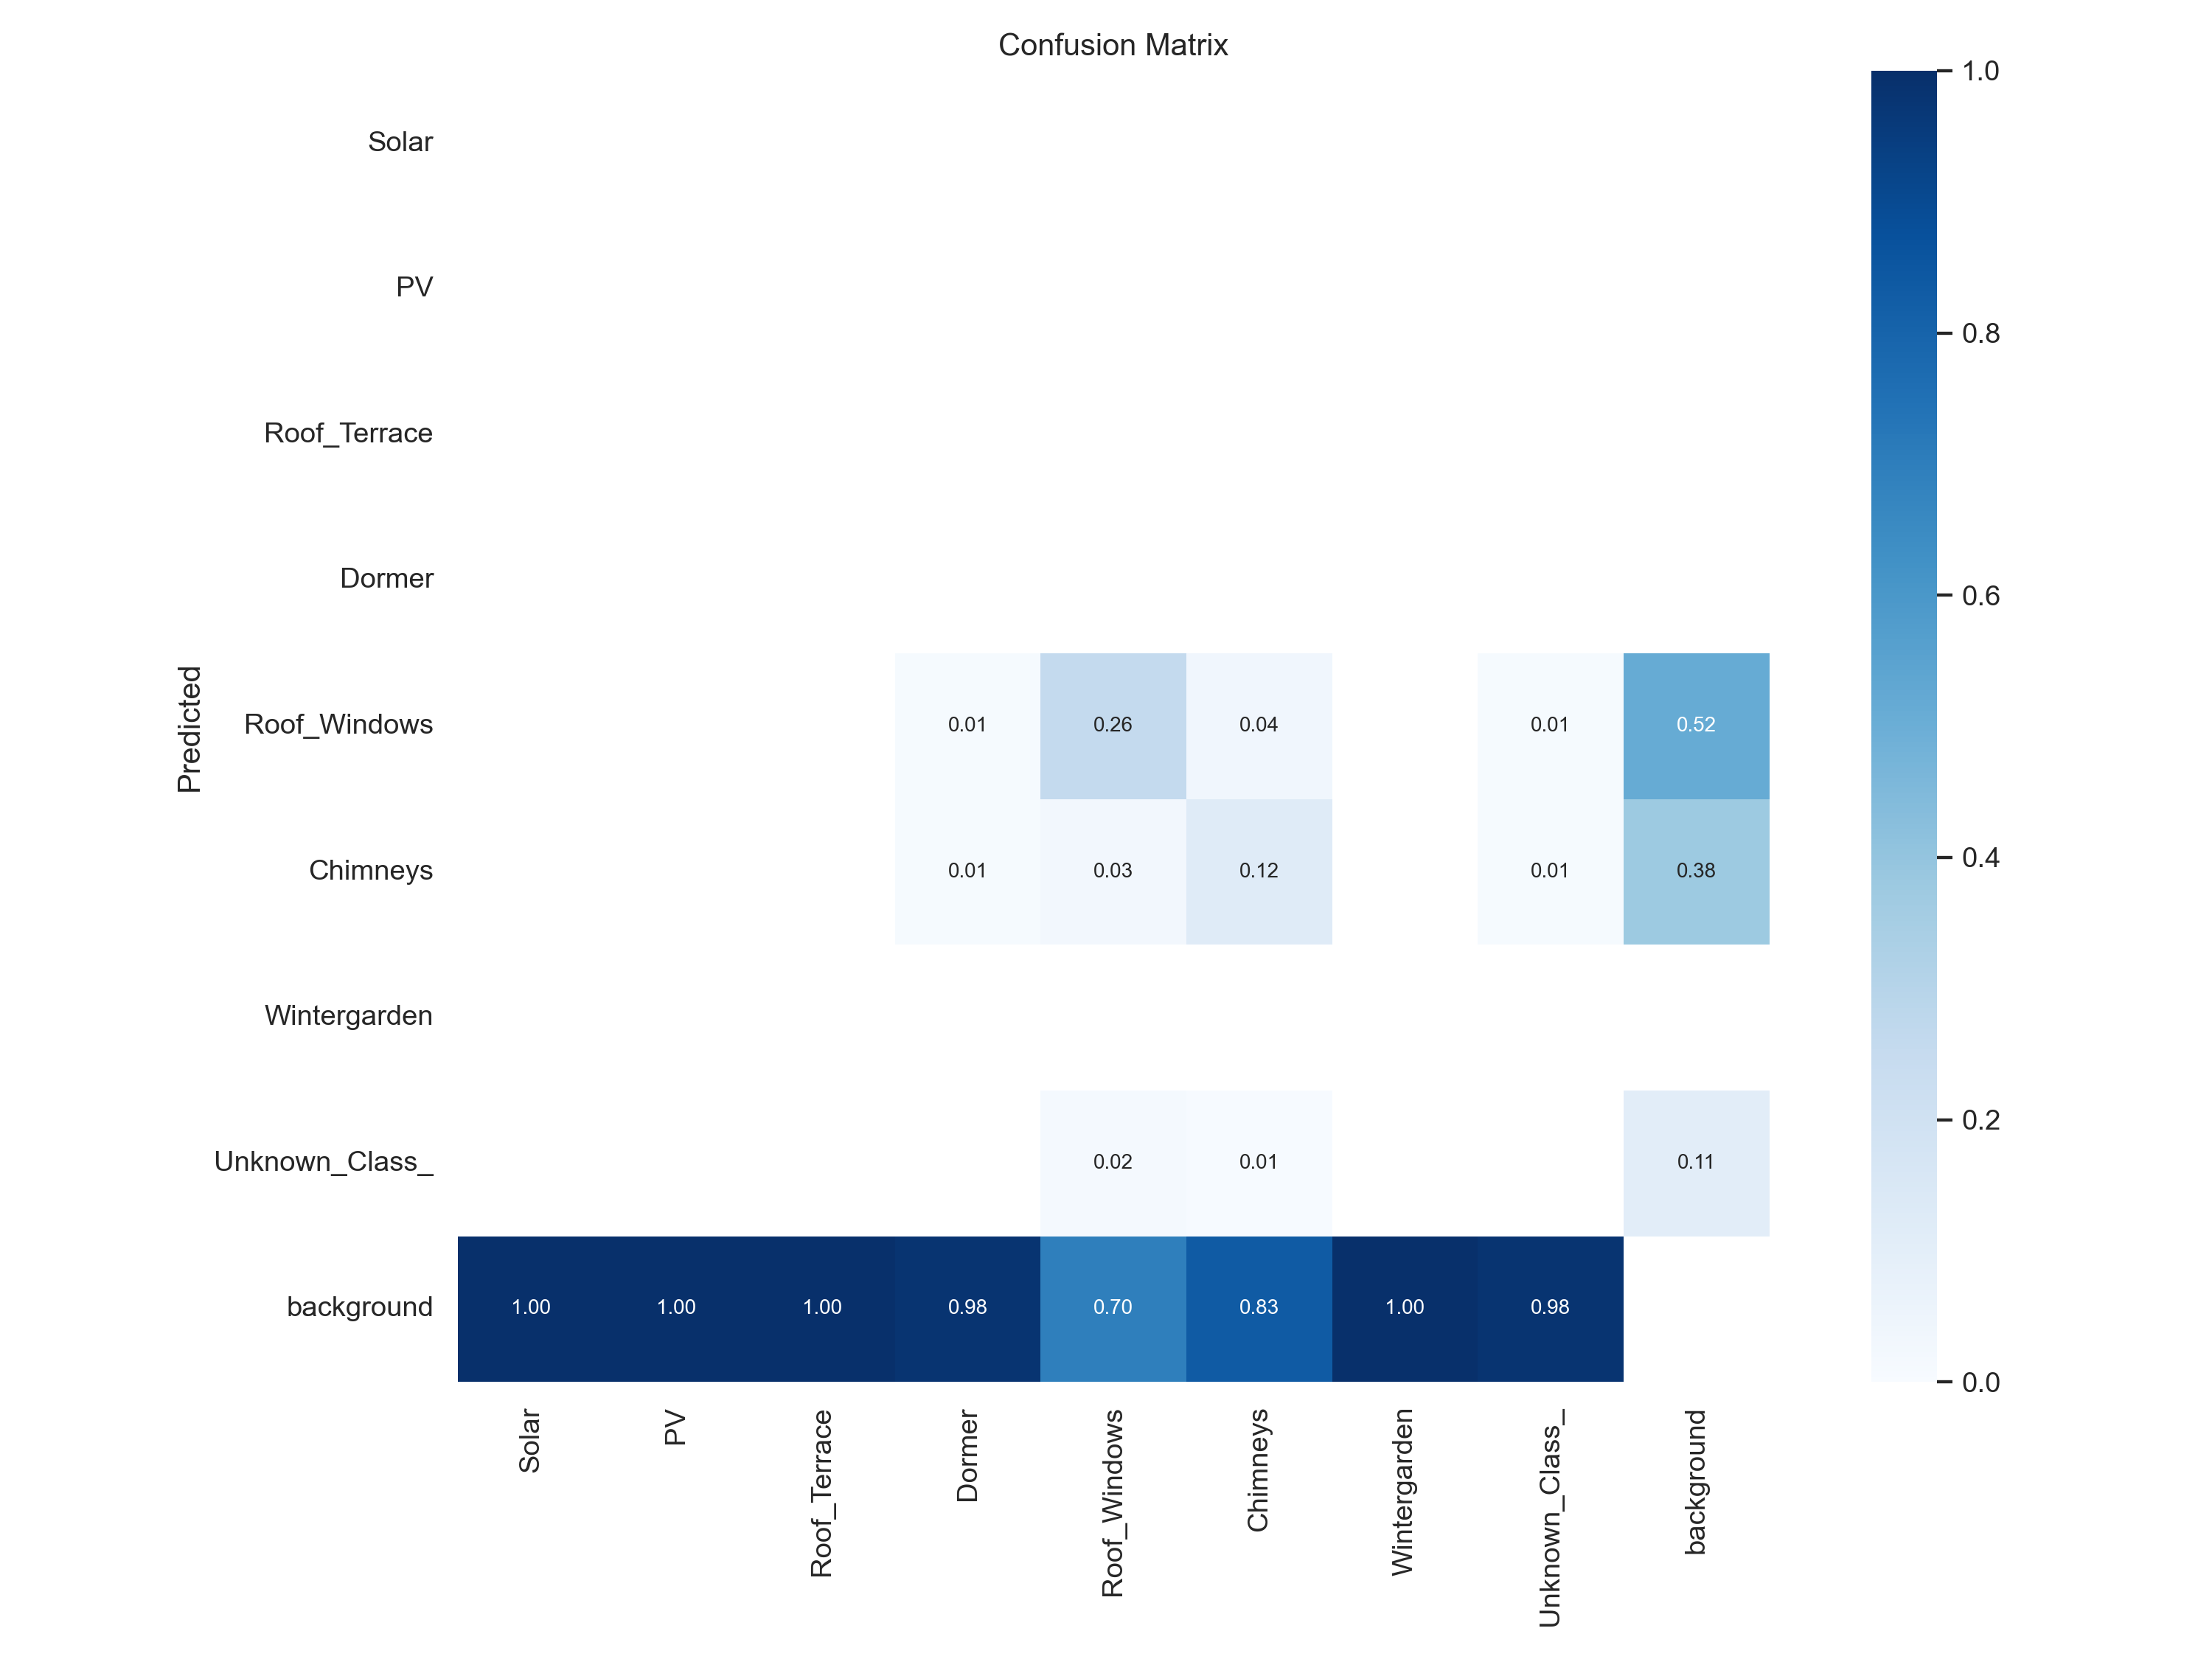 Confusion Matrix
Predicted
Solar
PV
Roof_Terrace
Dormer
Roof_Windows
0.01 0.26 0.04 0.01 0.52
Chimneys
0.01 0.03 0.12 0.01 0.38
Wintergarden
Unknown_Class_
0.02 0.01 0.11
background
1.00 1.00 1.00 0.98 0.70 0.83 1.00 0.98
Solar
PV
Roof_Terrace
Dormer
Roof_Windows
Chimneys
Wintergarden
Unknown_Class_
background
1.0
0.8
0.6
0.4
0.2
0.0